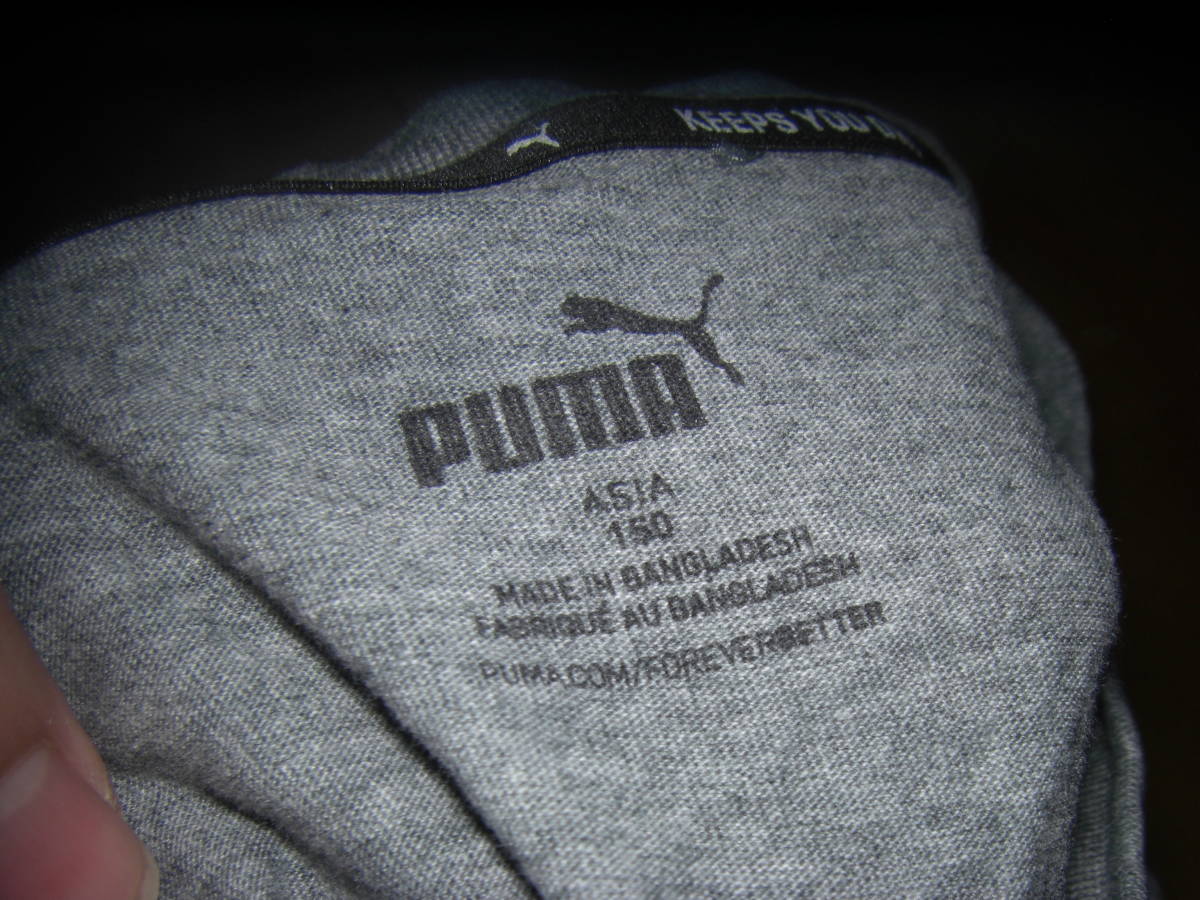 KEEPS YOU
PUMA
ASIA
150
MADE IN BANGLADESH
FABRIQUÉ AU BANGLADESH
PUMA.COM/FOREVERBETTER